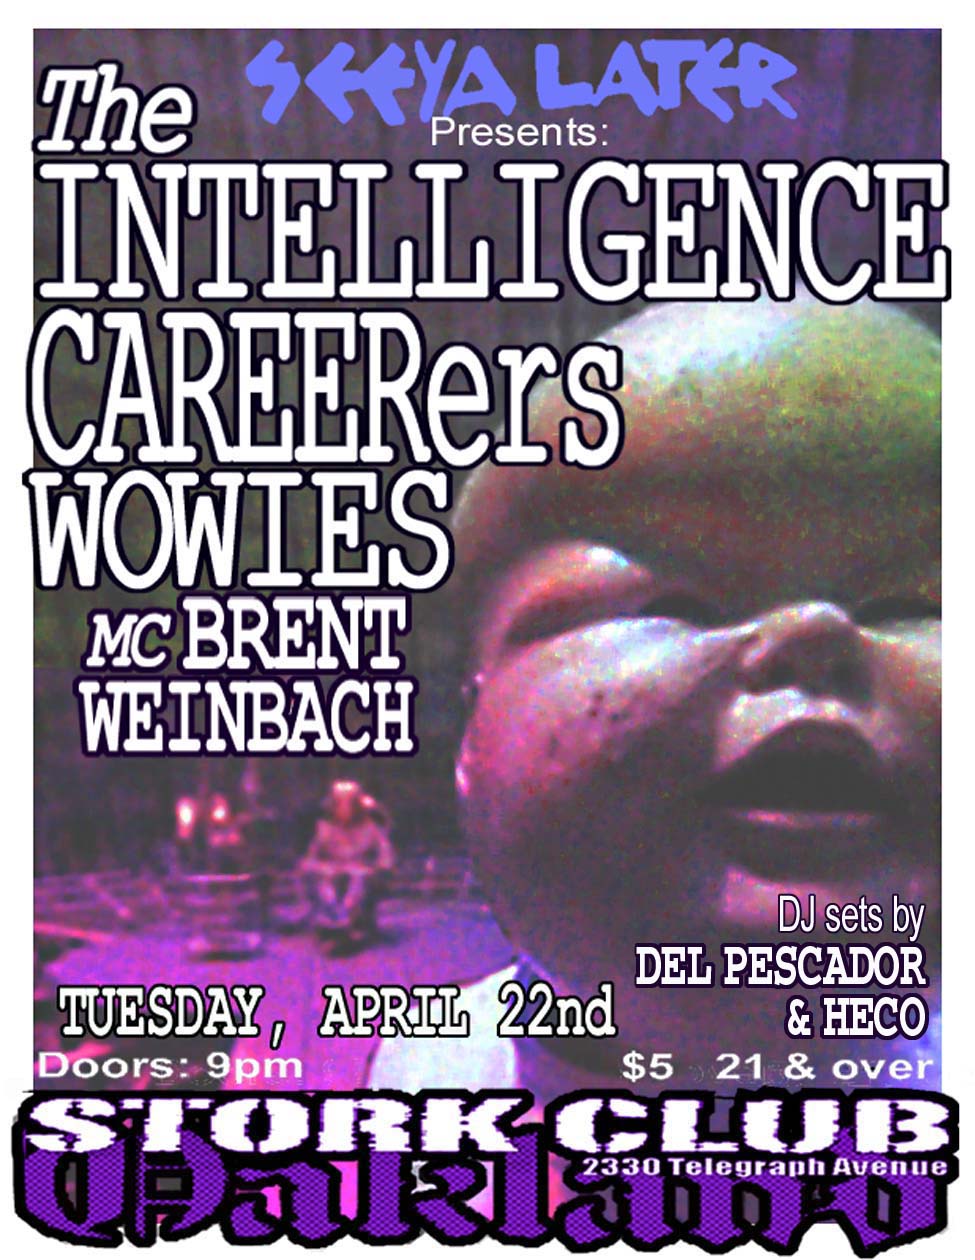 SEEYA LATER
Presents:
The
INTELLIGENCE
CAREERers
WOWIES
MC BRENT
WEINBACH
DJ sets by
DEL PESCADOR
& HECO
TUESDAY, APRIL 22nd
Doors: 9pm
$5 21 & over
STORK CLUB
2330 Telegraph Avenue
Oakland